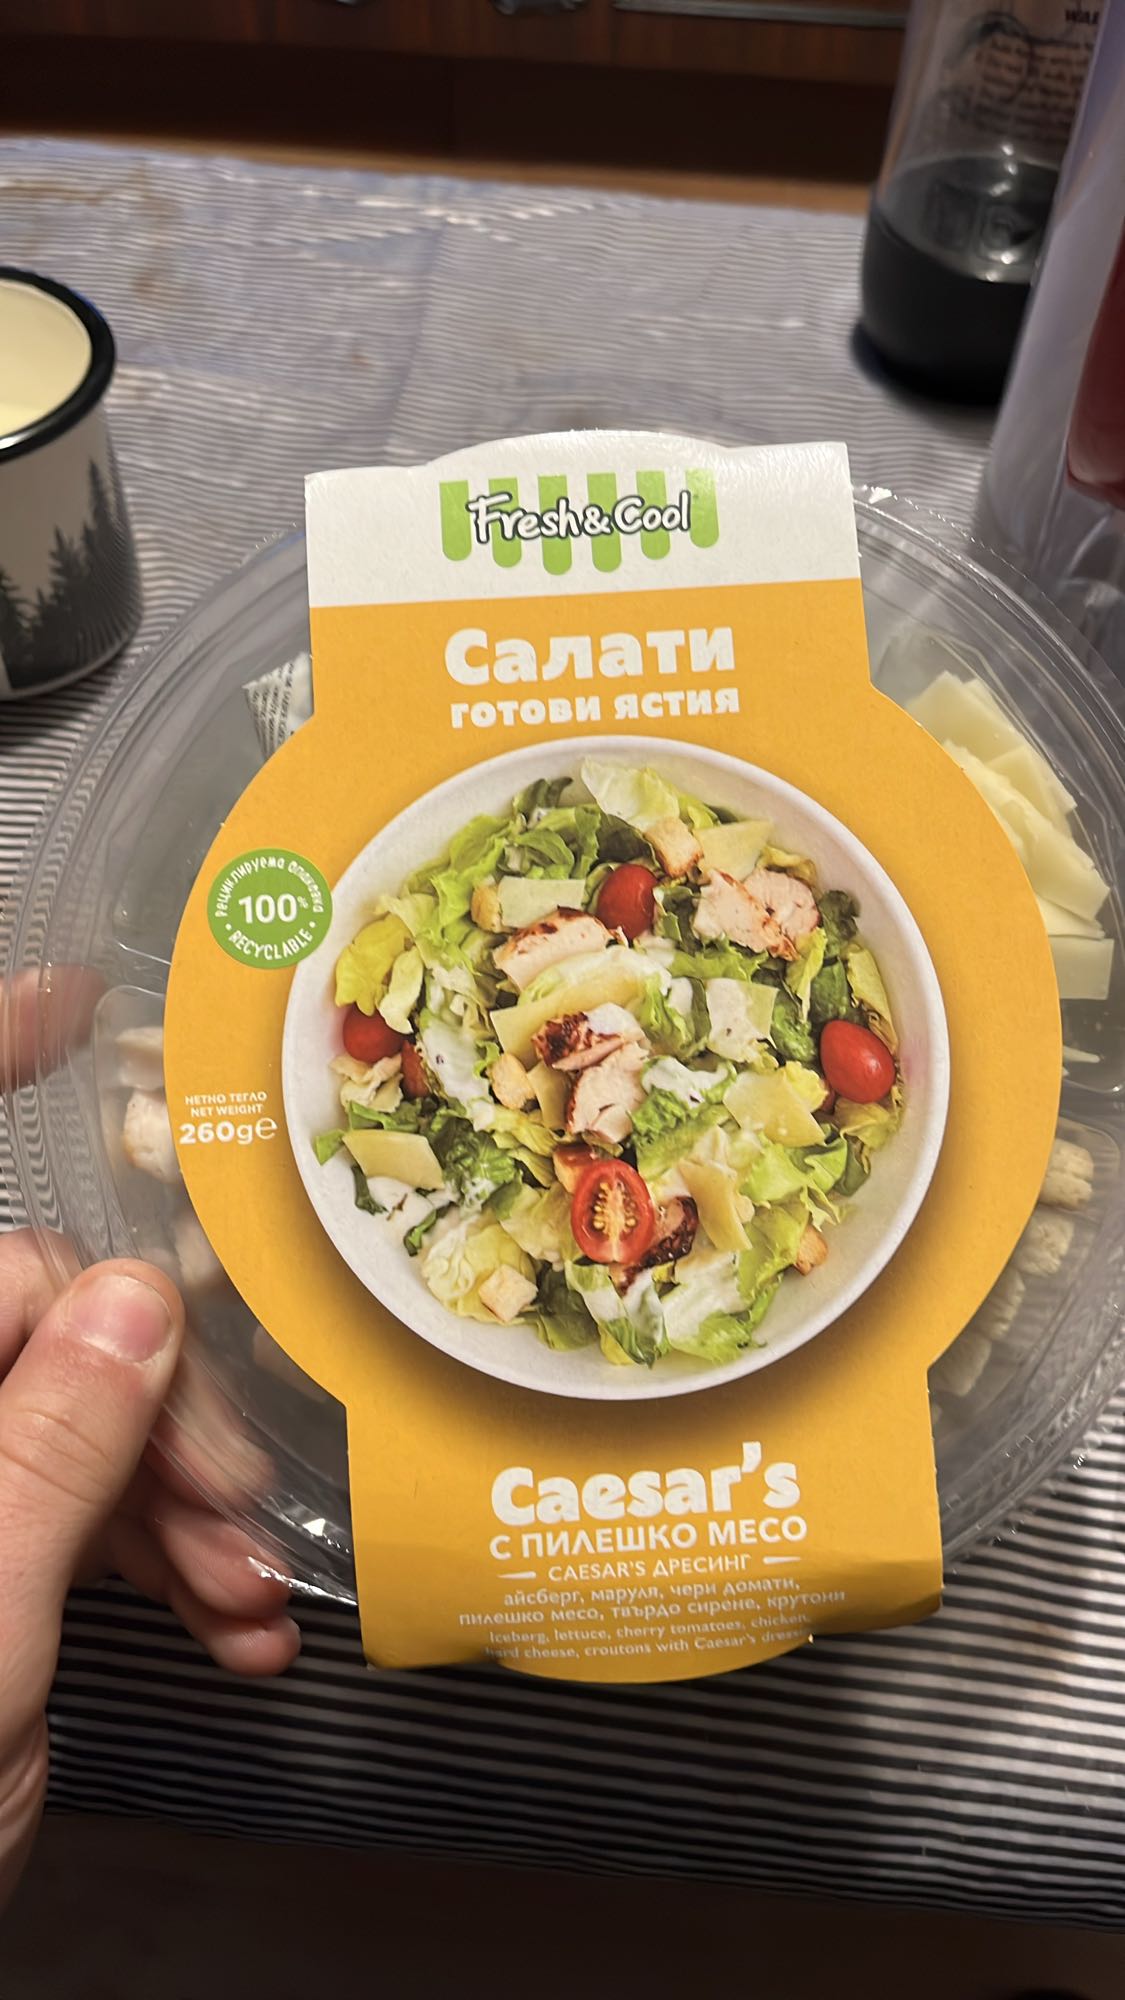 Fresh&Cool
Салати
готови ястия
Рециклируема опаковка
100%
RECYCLABLE
НЕТНО ТЕГЛО
NET WEIGHT
260g℮
Caesar's
С ПИЛЕШКО МЕСО
CAESAR'S ДРЕСИНГ
айсберг, маруля, чери домати,
пилешко месо, твърдо сирене, крутони
Iceberg, lettuce, cherry tomatoes, chicken,
hard cheese, croutons with Caesar's